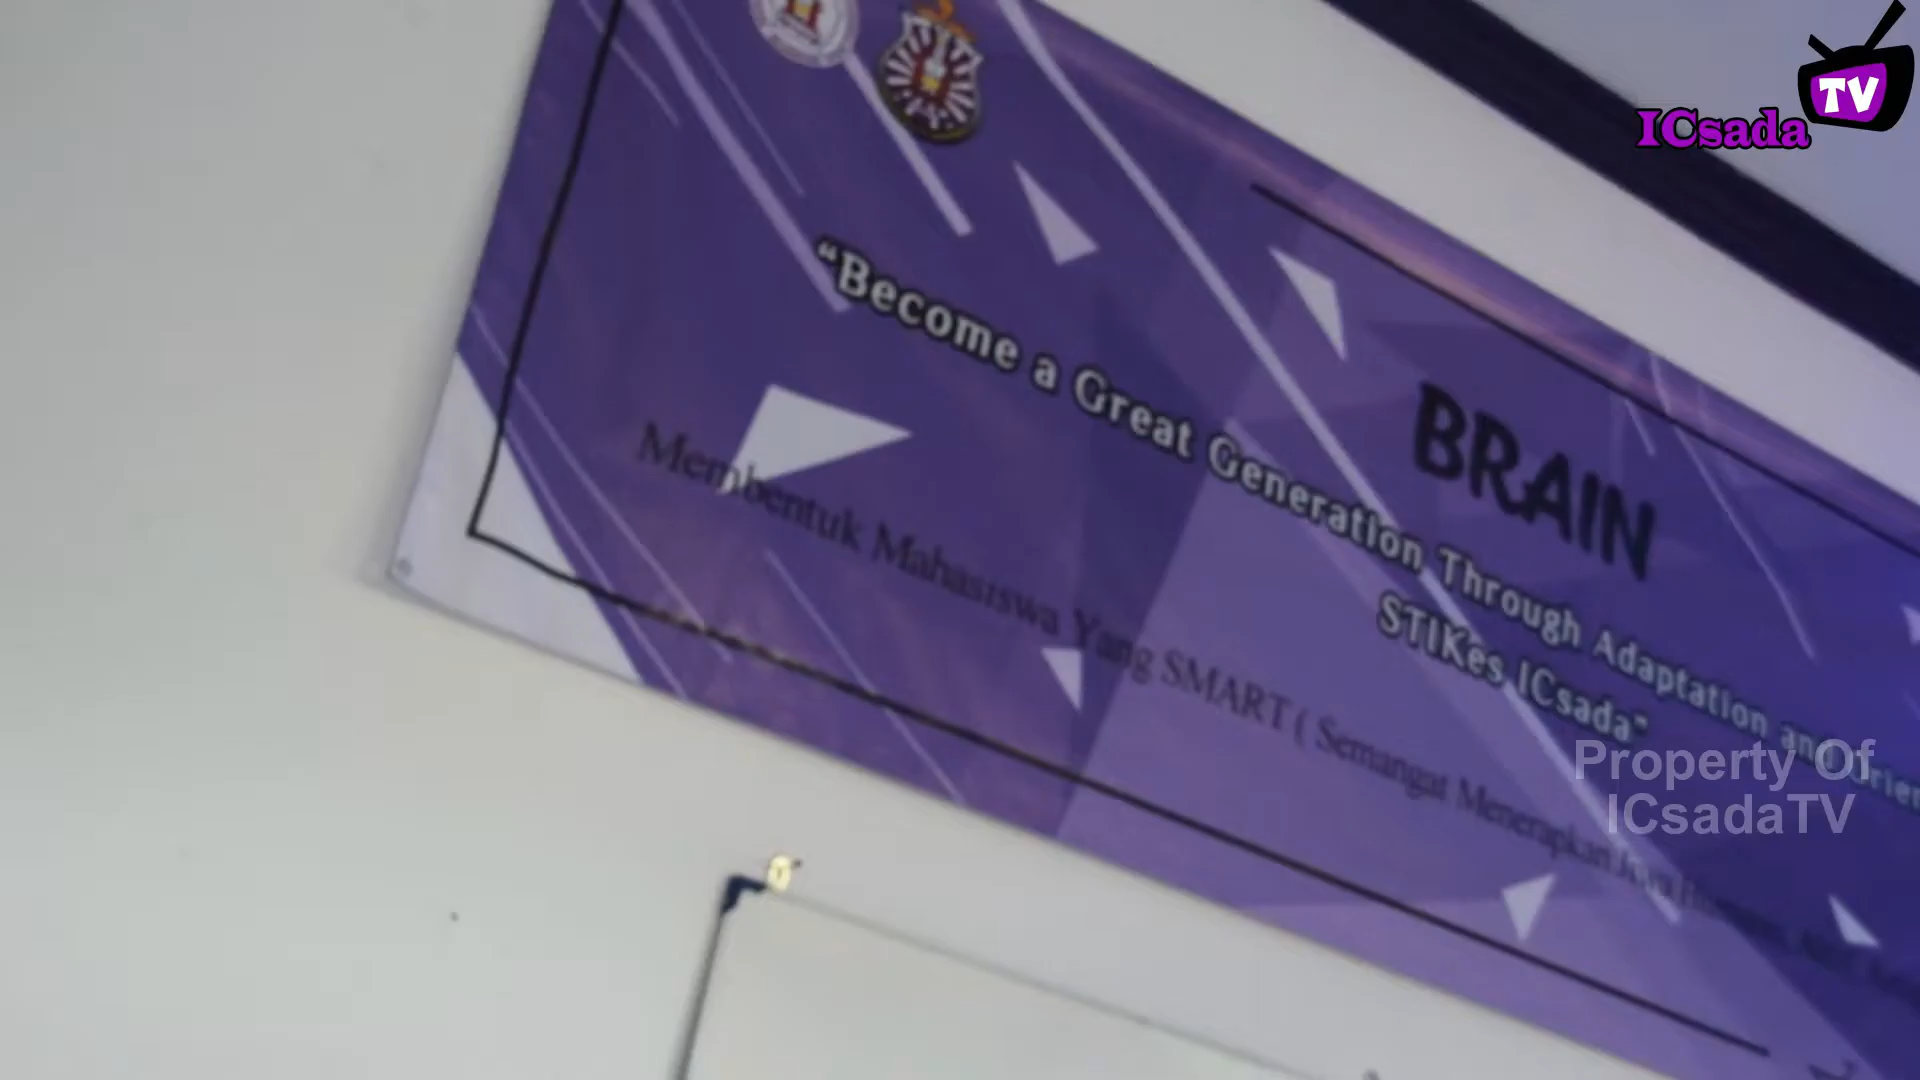 TV
ICsada
BRAIN
“Become a Great Generation Through Adaptation and Orien
STIKes ICsada”
Membentuk Mahasiswa Yang SMART ( Semangat Menerapkan
Property Of
ICsadaTV